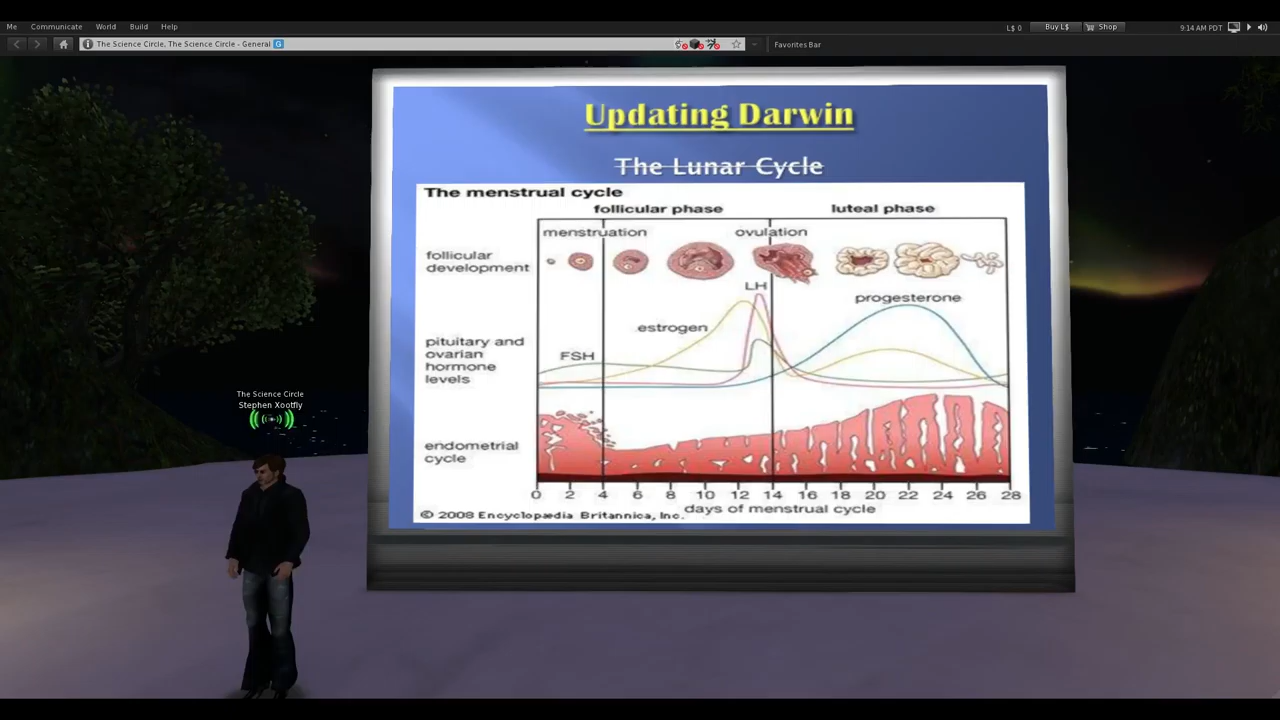 Me Communicate World Build Help L$ 0 Buy L$ Shop 9:14 AM PDT
The Science Circle, The Science Circle - General G Favorites Bar
Updating Darwin
The Lunar Cycle
The menstrual cycle
follicular phase luteal phase
menstruation ovulation
follicular
development
LH
progesterone
estrogen
pituitary and
ovarian
hormone
levels
FSH
The Science Circle
Stephen Xootfly
endometrial
cycle
0 2 4 6 8 10 12 14 16 18 20 22 24 26 28
days of menstrual cycle
© 2008 Encyclopædia Britannica, Inc.